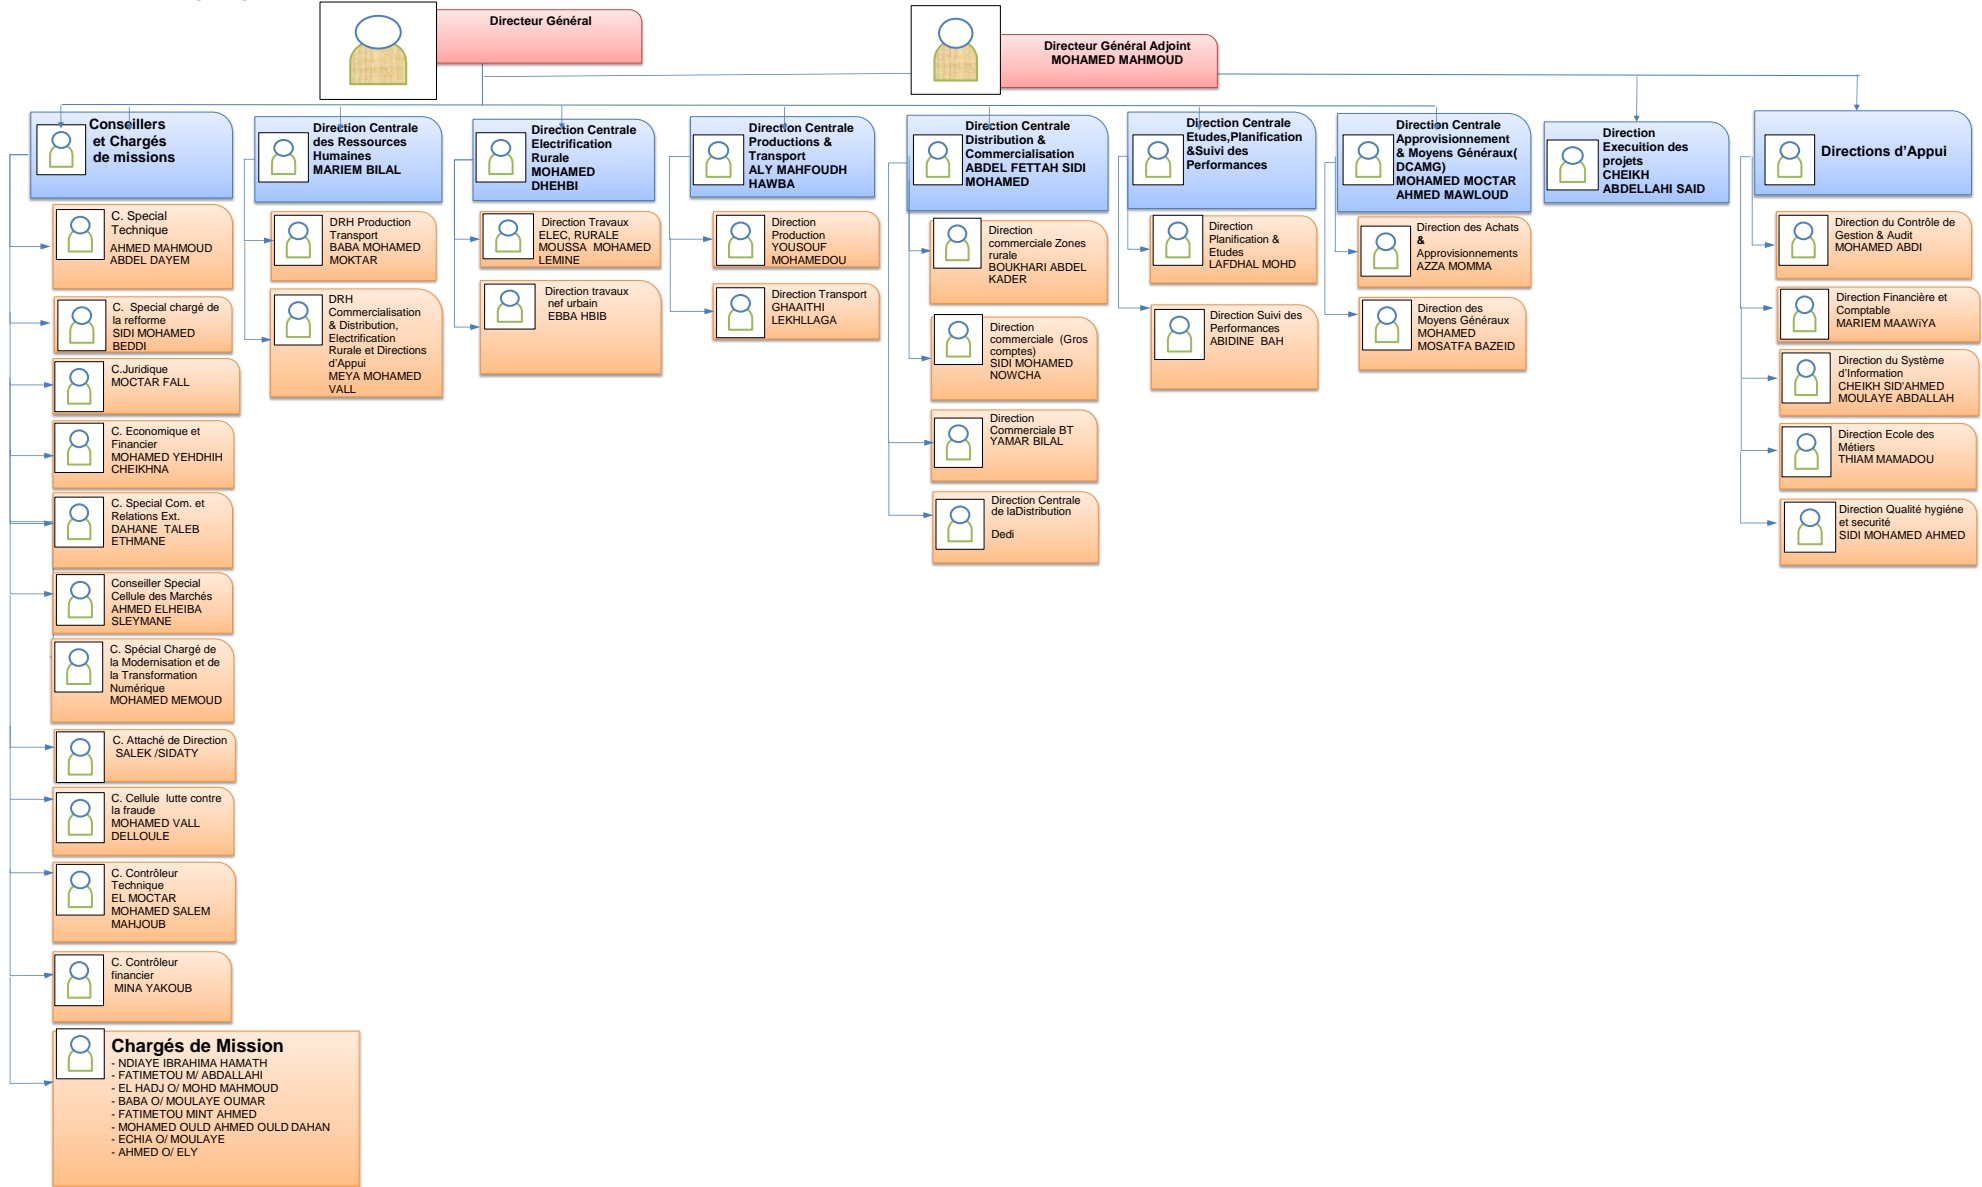 Directeur Général
Directeur Général Adjoint
MOHAMED MAHMOUD
Conseillers
et Chargés
de missions
C. Special
Technique
AHMED MAHMOUD
ABDEL DAYEM
C.  Special chargé de
la refforme
SIDI MOHAMED
BEDDI
C.Juridique
MOCTAR FALL
C. Economique et
Financier
MOHAMED YEHDHIH
CHEIKHNA
C. Special Com. et
Relations Ext.
DAHANE  TALEB
ETHMANE
Conseiller Special
Cellule des Marchés
AHMED ELHEIBA
SLEYMANE
C. Spécial Chargé de
la Modernisation et de
la Transformation
Numérique
MOHAMED MEMOUD
C. Attaché de Direction
SALEK /SIDATY
C. Cellule  lutte contre
la fraude
MOHAMED VALL
DELLOULE
C. Contrôleur
Technique
EL MOCTAR
MOHAMED SALEM
MAHJOUB
C. Contrôleur
financier
MINA YAKOUB
Chargés de Mission
- NDIAYE IBRAHIMA HAMATH
- FATIMETOU M/ ABDALLAHI
- EL HADJ O/ MOHD MAHMOUD
- BABA O/ MOULAYE OUMAR
- FATIMETOU MINT AHMED
- MOHAMED OULD AHMED OULD DAHAN
- ECHIA O/ MOULAYE
- AHMED O/ ELY
Direction Centrale
des Ressources
Humaines
MARIEM BILAL
DRH Production
Transport
BABA MOHAMED
MOKTAR
DRH
Commercialisation
& Distribution,
Electrification
Rurale et Directions
d'Appui
MEYA MOHAMED
VALL
Direction Centrale
Electrification
Rurale
MOHAMED
DHEHBI
Direction Travaux
ELEC, RURALE
MOUSSA  MOHAMED
LEMINE
Direction travaux
nef urbain
EBBA HBIB
Direction Centrale
Productions &
Transport
ALY MAHFOUDH
HAWBA
Direction
Production
YOUSOUF
MOHAMEDOU
Direction Transport
GHAAITHI
LEKHLLAGA
Direction Centrale
Distribution &
Commercialisation
ABDEL FETTAH SIDI
MOHAMED
Direction
commerciale Zones
rurale
BOUKHARI ABDEL
KADER
Direction
commerciale  (Gros
comptes)
SIDI MOHAMED
NOWCHA
Direction
Commerciale BT
YAMAR BILAL
Direction Centrale
de laDistribution
Dedi
Direction Centrale
Etudes,Planification
&Suivi des
Performances
Direction
Planification &
Etudes
LAFDHAL MOHD
Direction Suivi des
Performances
ABIDINE  BAH
Direction Centrale
Approvisionnement
& Moyens Généraux(
DCAMG)
MOHAMED MOCTAR
AHMED MAWLOUD
Direction des Achats
&
Approvisionnements
AZZA MOMMA
Direction des
Moyens Généraux
MOHAMED
MOSATFA BAZEID
Direction
Execution des
projets
CHEIKH
ABDELLAHI SAID
Directions d'Appui
Direction du Contrôle de
Gestion & Audit
MOHAMED ABDI
Direction Financière et
Comptable
MARIEM MAAWiYA
Direction du Système
d'Information
CHEIKH SID'AHMED
MOULAYE ABDALLAH
Direction Ecole des
Métiers
THIAM MAMADOU
Direction Qualité hygiéne
et securité
SIDI MOHAMED AHMED